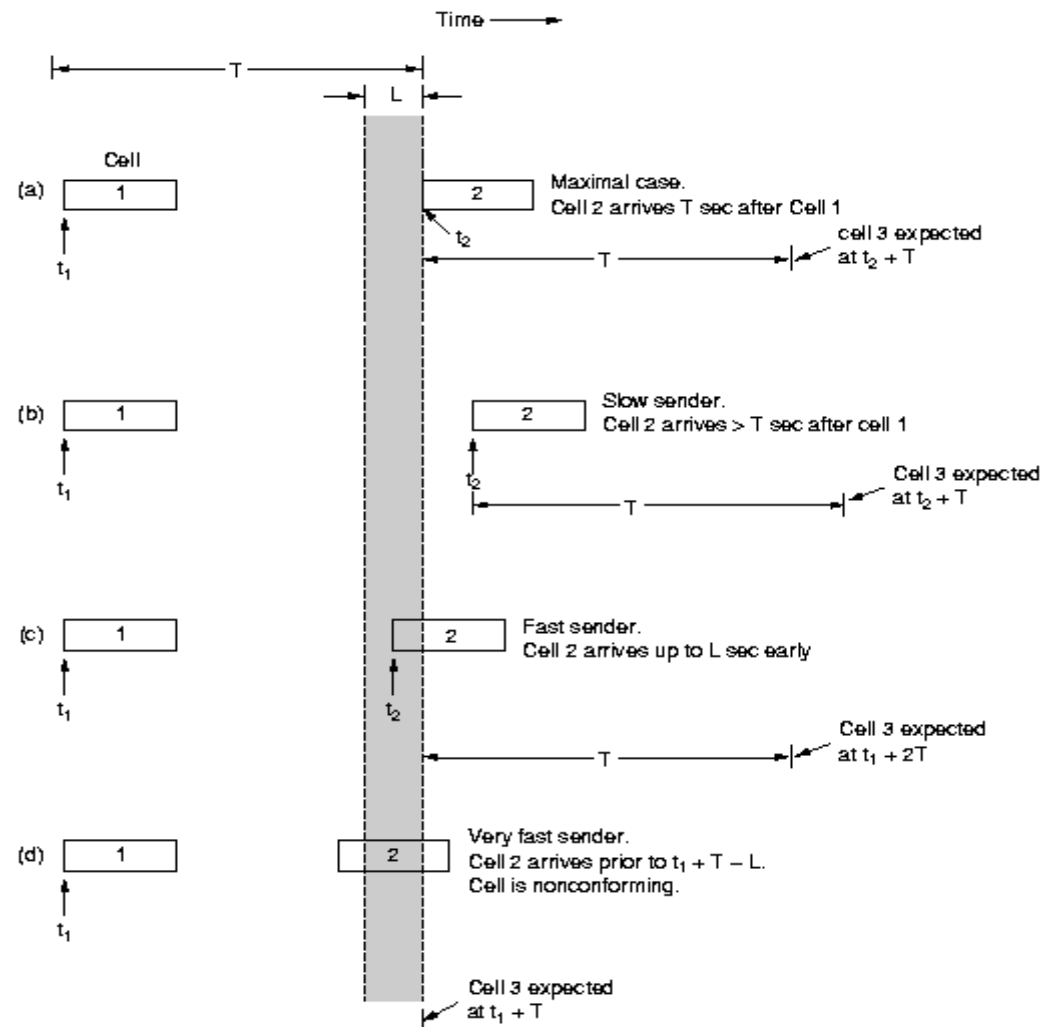 Time
T
L
Cell
(a)
1
2
Maximal case.
Cell 2 arrives T sec after Cell 1
t1
t2
T
cell 3 expected
at t2 + T
(b)
1
2
Slow sender.
Cell 2 arrives > T sec after cell 1
t1
t2
T
Cell 3 expected
at t2 + T
(c)
1
2
Fast sender.
Cell 2 arrives up to L sec early
t1
t2
T
Cell 3 expected
at t1 + 2T
(d)
1
2
Very fast sender.
Cell 2 arrives prior to t1 + T – L.
Cell is nonconforming.
t1
Cell 3 expected
at t1 + T